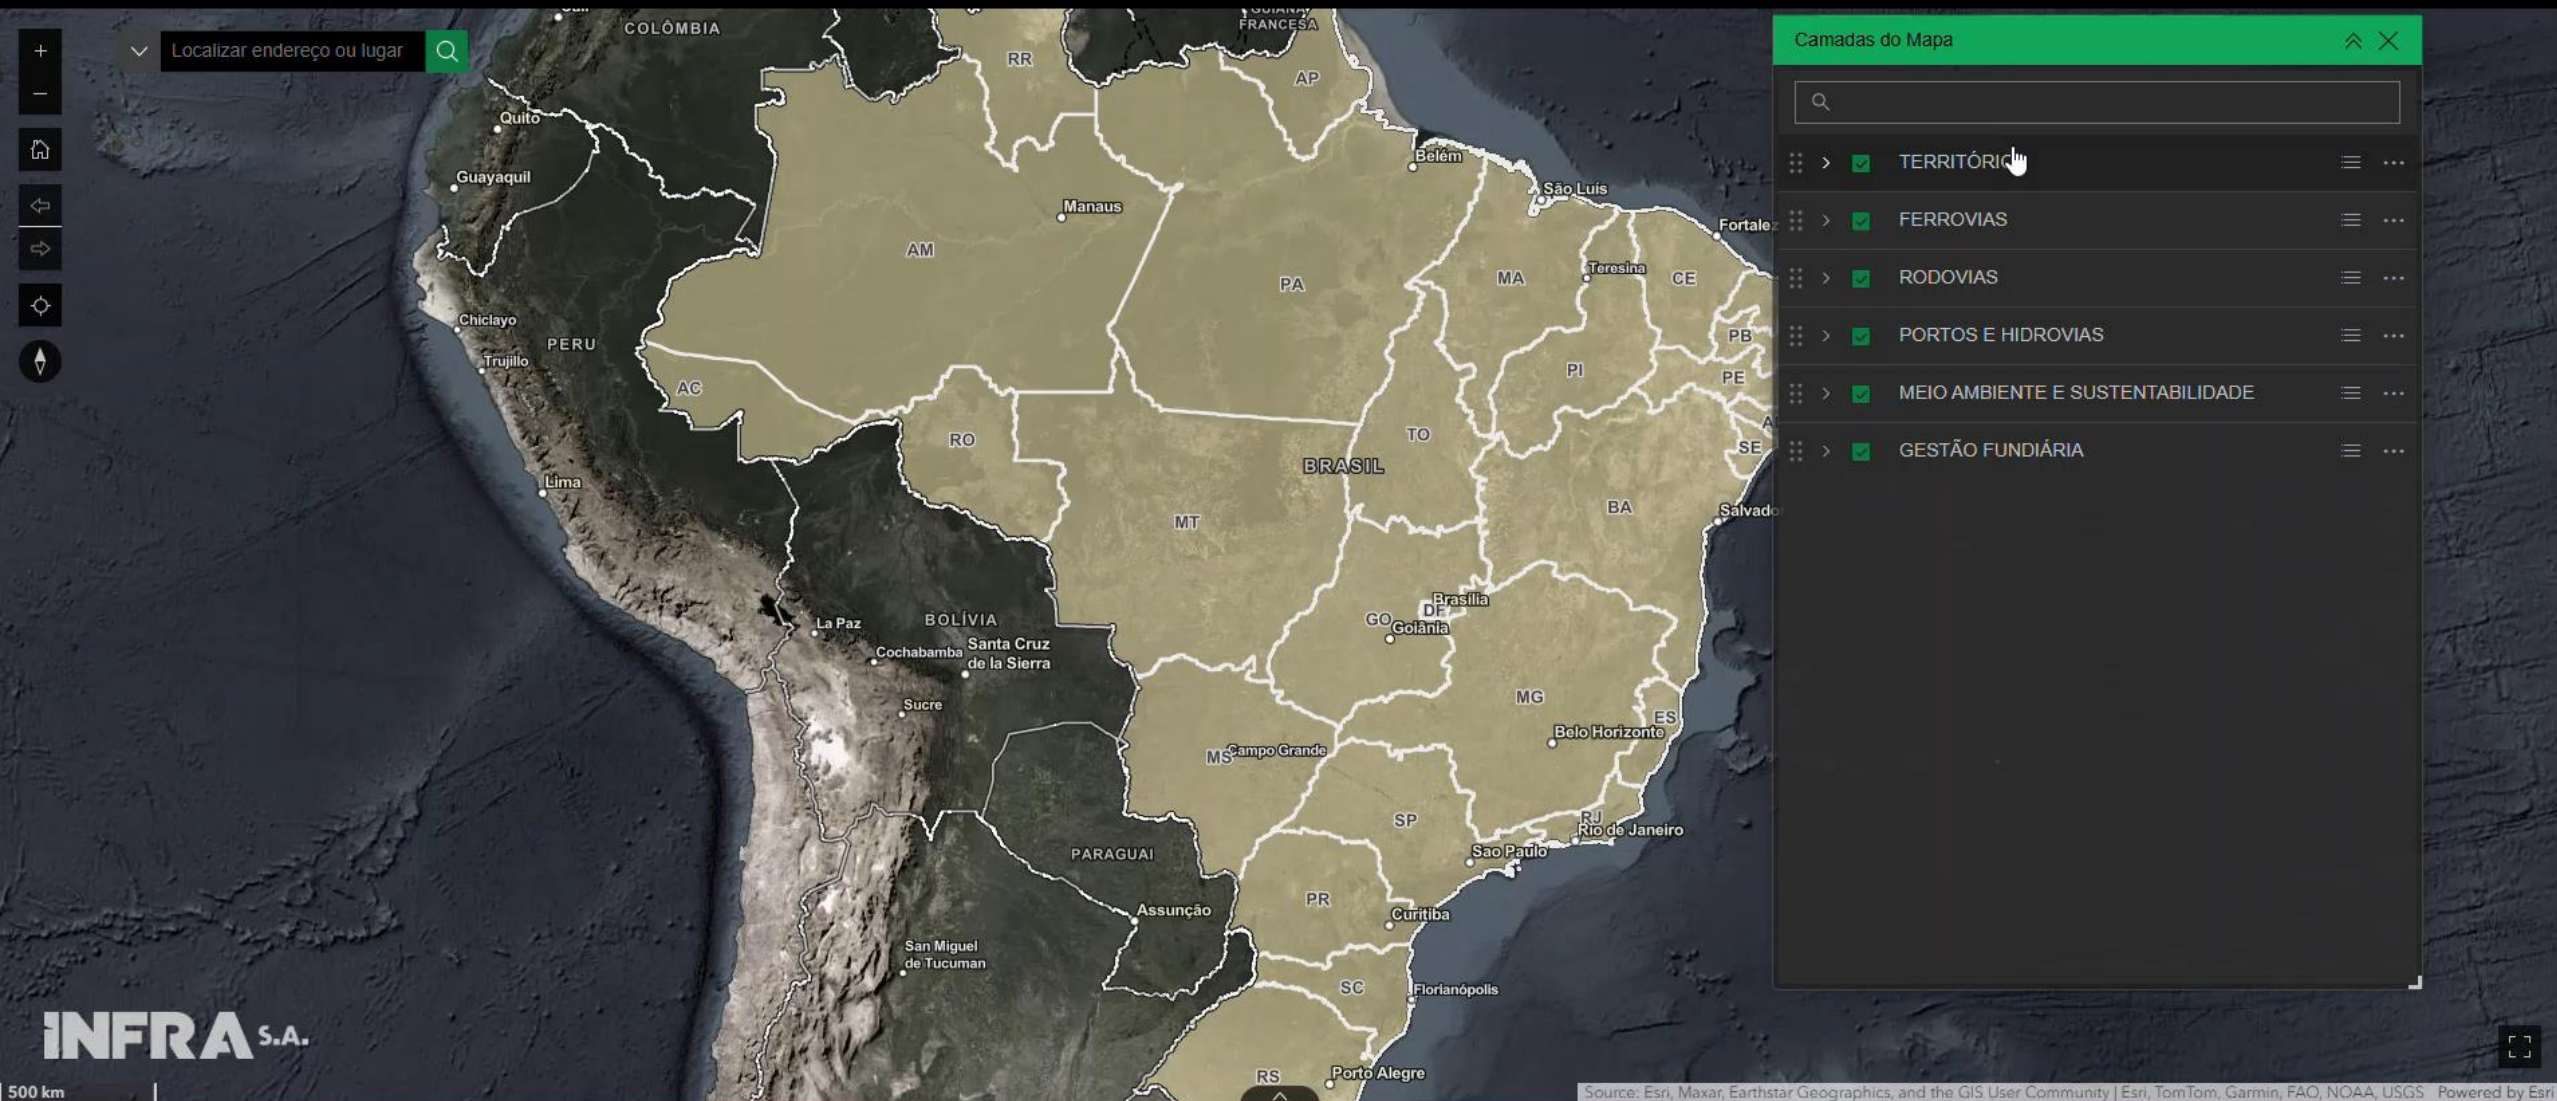 COLÔMBIA
GUIANA
FRANCESA
Localizar endereço ou lugar
Camadas do Mapa
RR
AP
Quito
Guayaquil
Belém
TERRITÓRIO
São Luís
Manaus
Fortalez
FERROVIAS
AM
Teresina
PA
MA
CE
RODOVIAS
Chiclayo
PERU
PB
PORTOS E HIDROVIAS
Trujillo
PI
PE
AC
MEIO AMBIENTE E SUSTENTABILIDADE
RO
TO
SE
GESTÃO FUNDIÁRIA
BRASIL
Lima
BA
Salvado
MT
Brasília
DF
La Paz
BOLÍVIA
GO
Goiânia
Cochabamba
Santa Cruz
de la Sierra
Sucre
MG
ES
Belo Horizonte
MS
Campo Grande
SP
RJ
Rio de Janeiro
PARAGUAI
Sao Paulo
PR
Assunção
Curitiba
San Miguel
de Tucuman
SC
Florianópolis
INFRA S.A.
RS
Porto Alegre
500 km
Source: Esri, Maxar, Earthstar Geographics, and the GIS User Community | Esri, TomTom, Garmin, FAO, NOAA, USGS Powered by Esri